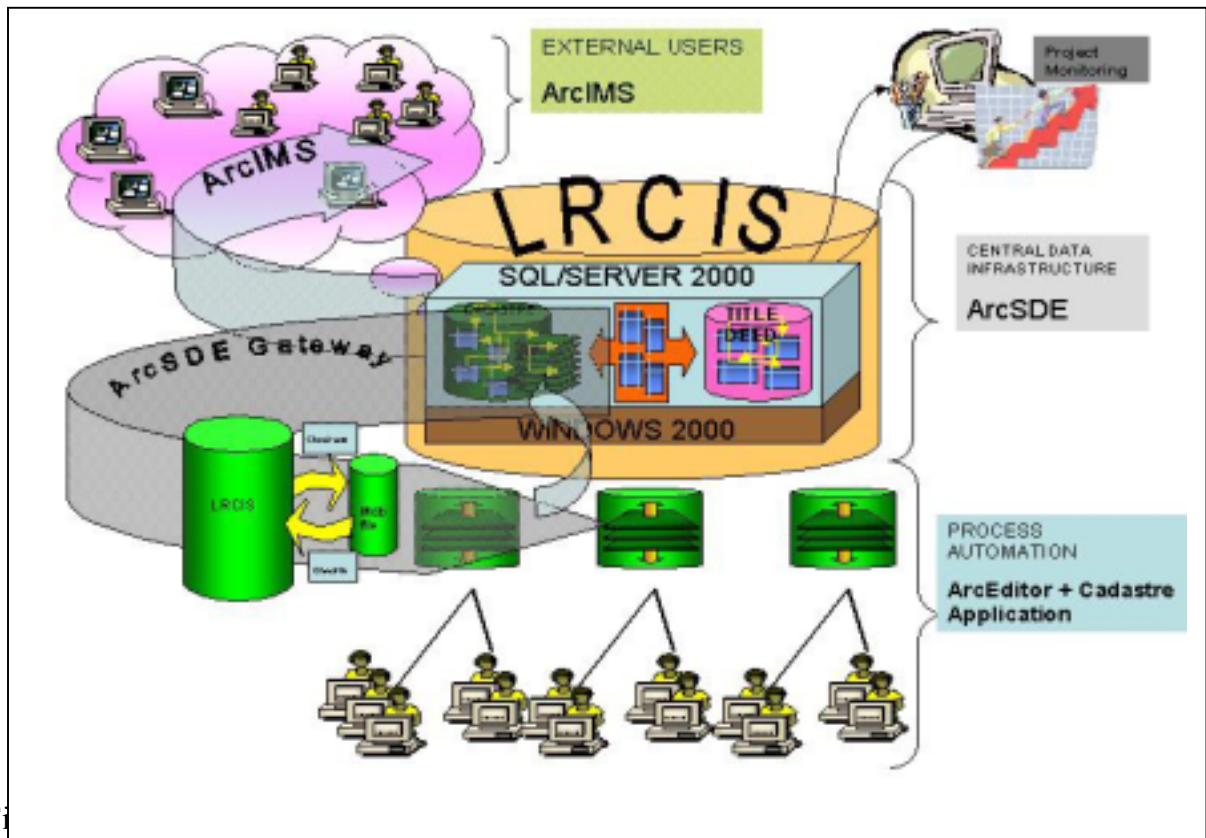 EXTERNAL USERS
ArcIMS
Project
Monitoring
ArcIMS
LRCIS
SQL/SERVER 2000
TITLE
DEED
WINDOWS 2000
CENTRAL DATA
INFRASTRUCTURE
ArcSDE
ArcSDE Gateway
LRCIS
file
PROCESS
AUTOMATION
ArcEditor + Cadastre
Application